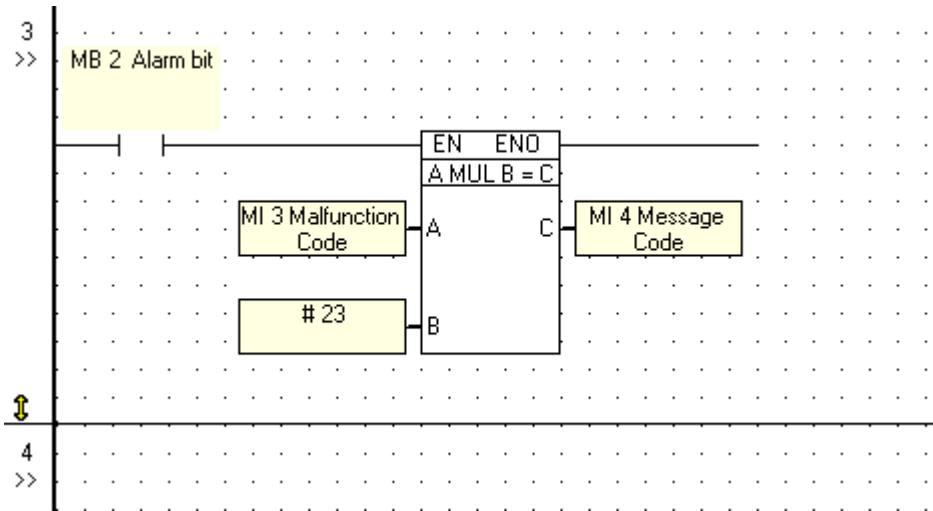 3
>>
MB 2 Alarm bit
EN ENO
A MUL B = C
MI 3 Malfunction
Code
A
C
MI 4 Message
Code
# 23
B
4
>>